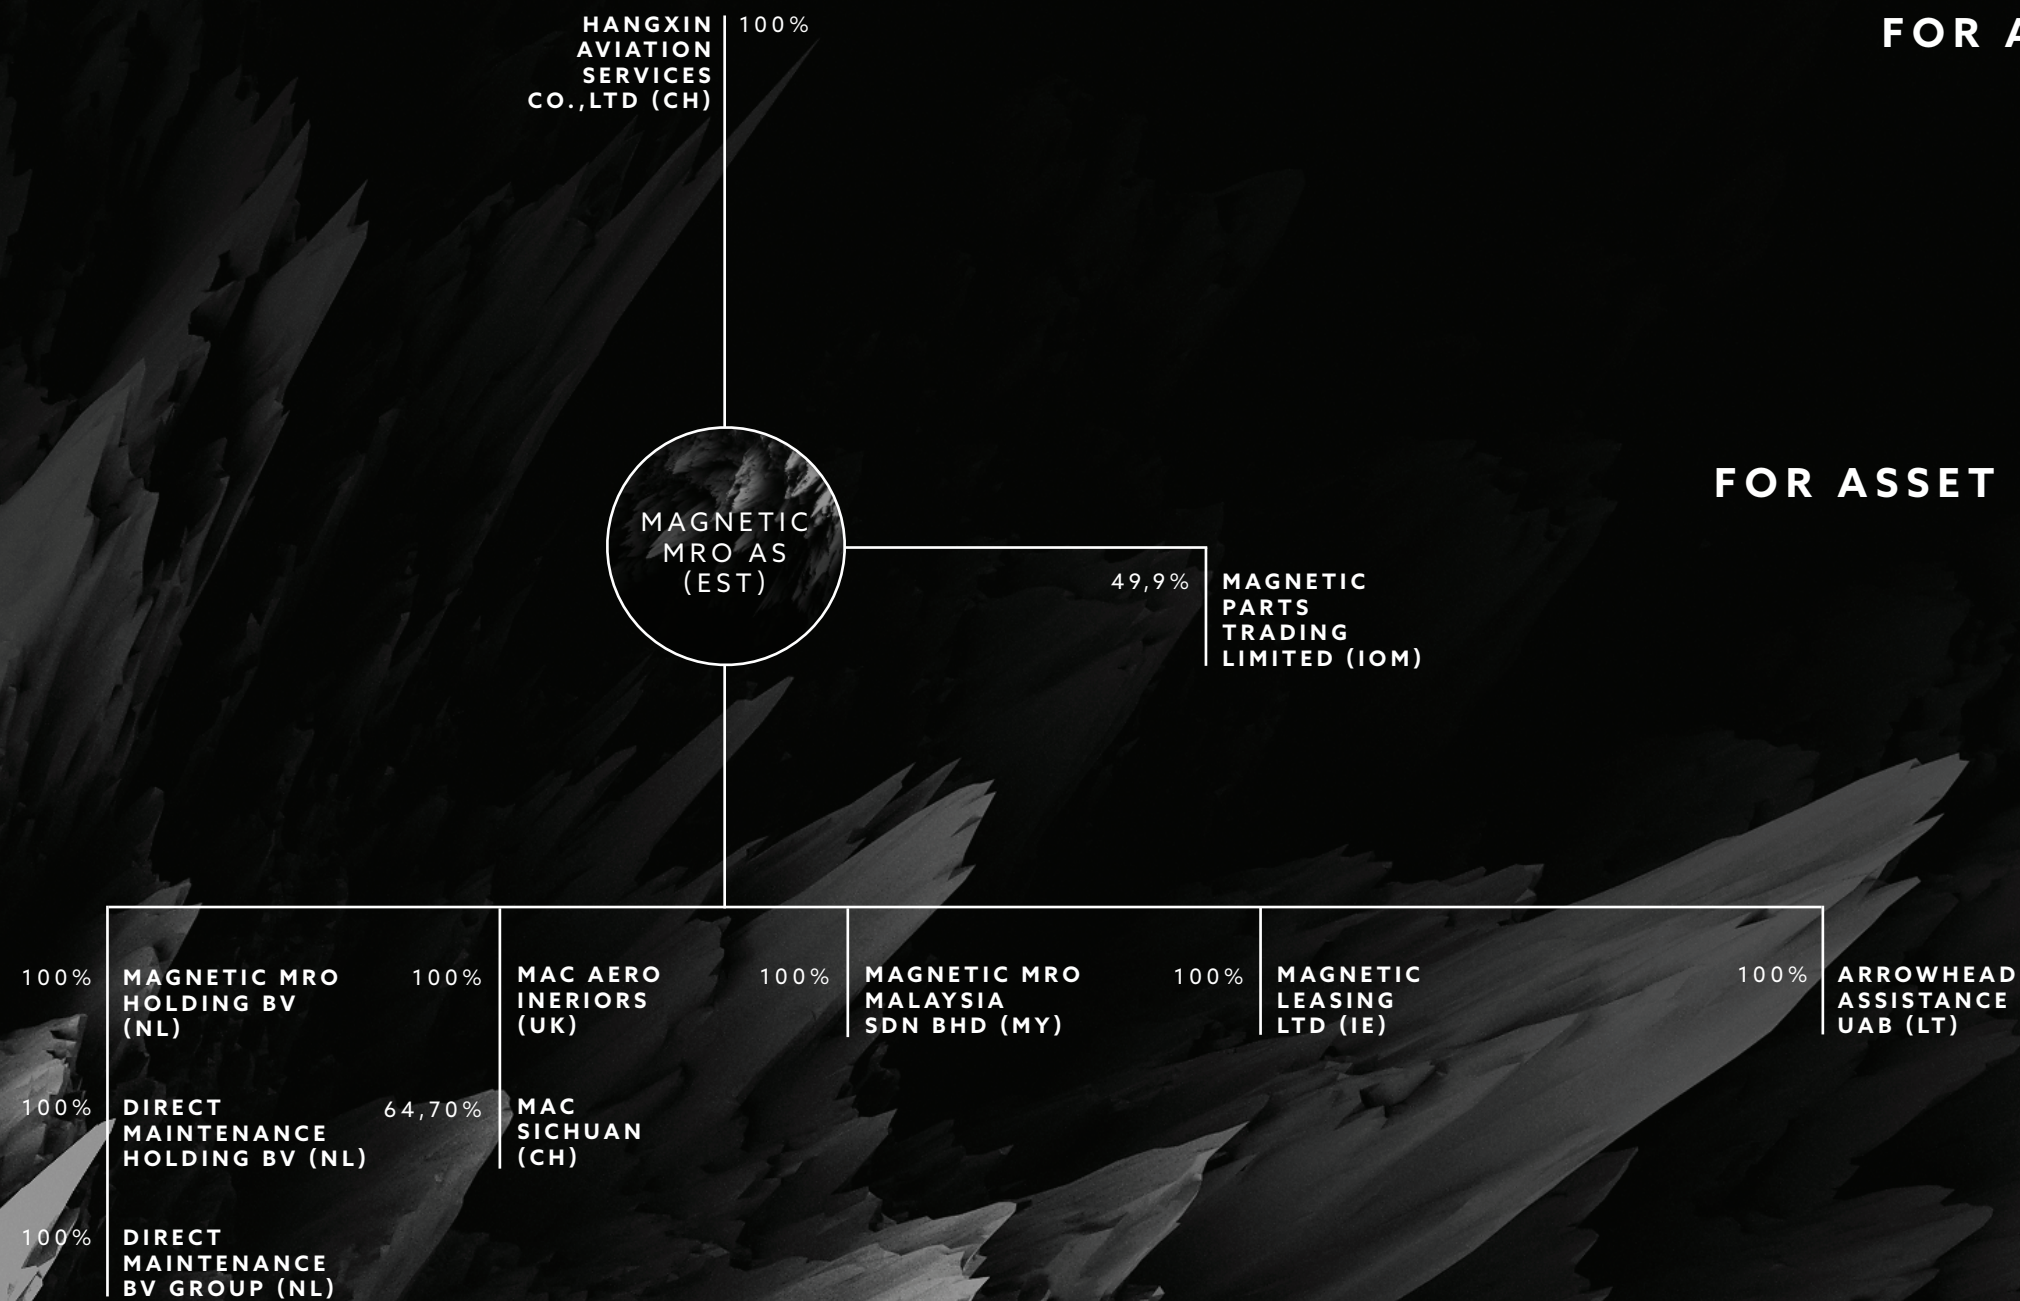 HANGXIN
AVIATION
SERVICES
CO.,LTD (CH)
100%
FOR A
MAGNETIC
MRO AS
(EST)
FOR ASSET
49,9%
MAGNETIC
PARTS
TRADING
LIMITED (IOM)
100%
MAGNETIC MRO
HOLDING BV
(NL)
100%
DIRECT
MAINTENANCE
HOLDING BV (NL)
100%
DIRECT
MAINTENANCE
BV GROUP (NL)
100%
MAC AERO
INERIORS
(UK)
64,70%
MAC
SICHUAN
(CH)
100%
MAGNETIC MRO
MALAYSIA
SDN BHD (MY)
100%
MAGNETIC
LEASING
LTD (IE)
100%
ARROWHEAD
ASSISTANCE
UAB (LT)